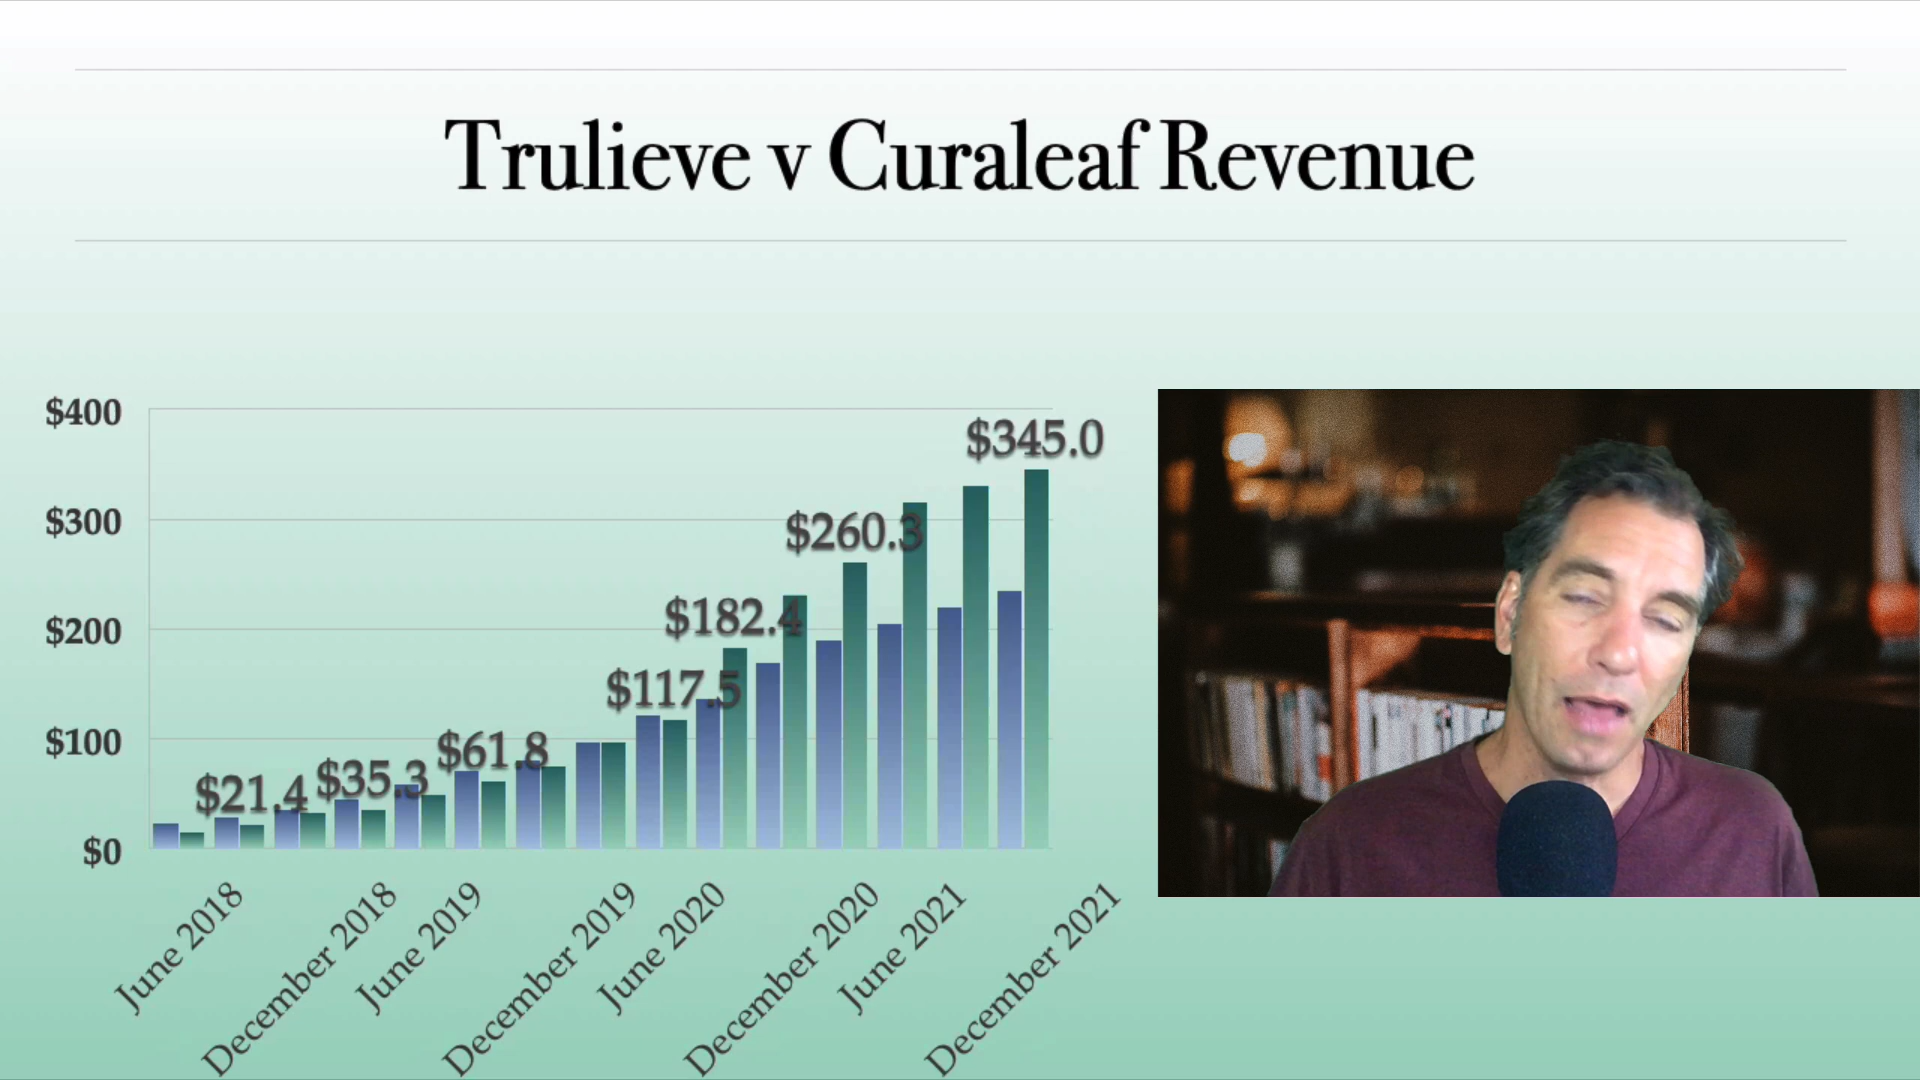 Trulieve v Curaleaf Revenue
$400
$300
$200
$100
$0
$21.4
$35.3
$61.8
$117.5
$182.4
$260.3
$345.0
June 2018
December 2018
June 2019
December 2019
June 2020
December 2020
June 2021
December 2021